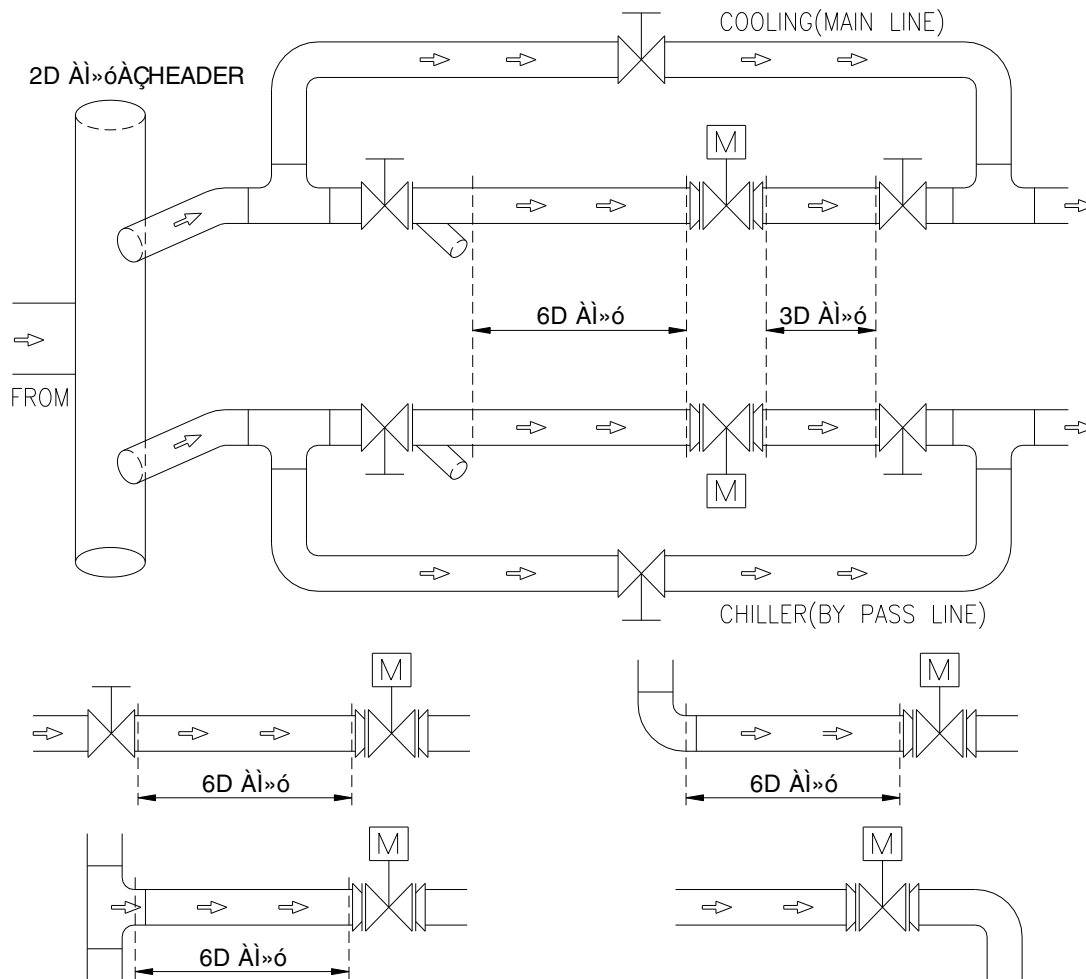 COOLING(MAIN LINE)
2D ÀÌ»óÀÇHEADER
M
6D ÀÌ»ó
3D ÀÌ»ó
FROM
M
CHILLER(BY PASS LINE)
M
M
6D ÀÌ»ó
6D ÀÌ»ó
M
M
6D ÀÌ»ó